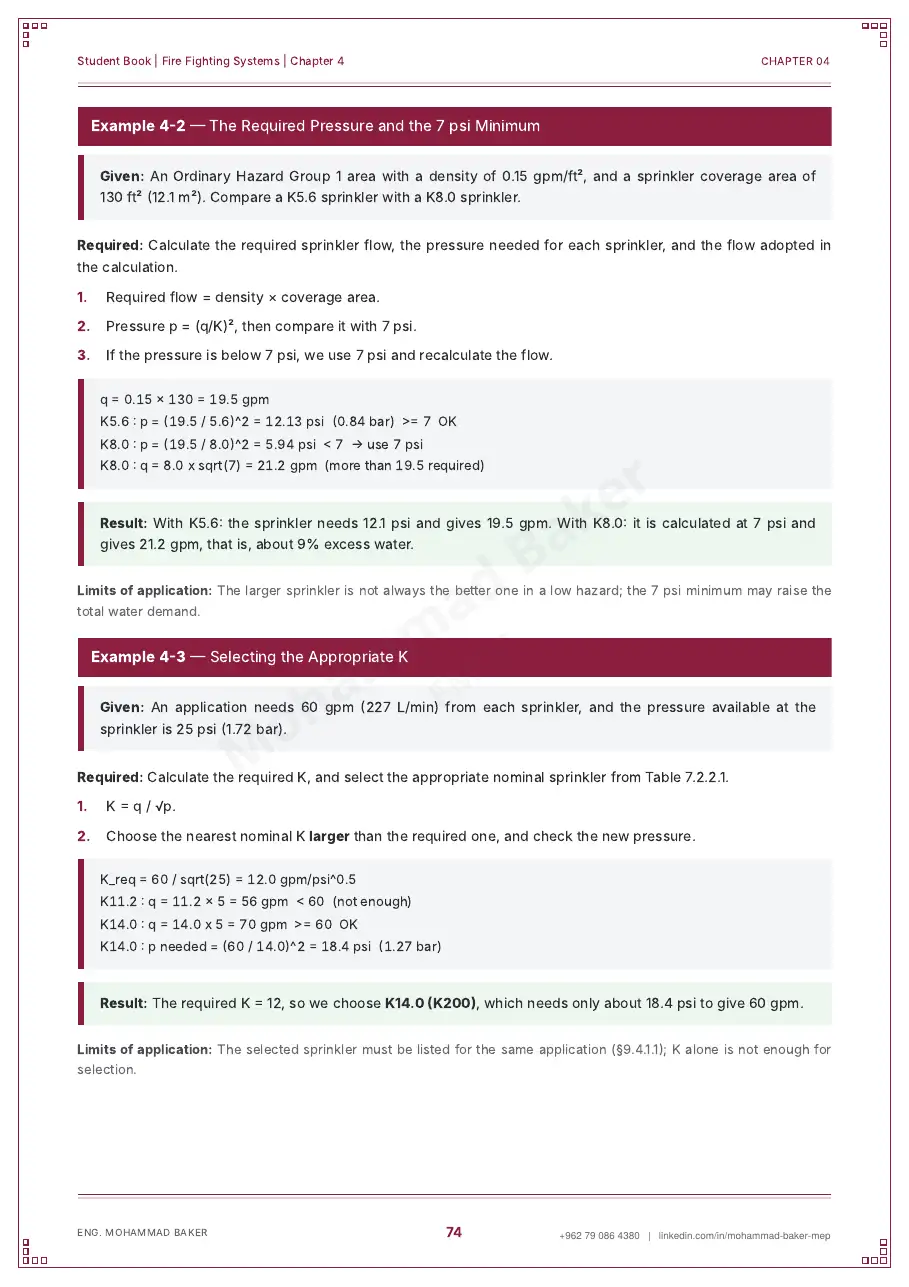 Student Book | Fire Fighting Systems | Chapter 4
CHAPTER 04
Example 4-2 — The Required Pressure and the 7 psi Minimum
Given: An Ordinary Hazard Group 1 area with a density of 0.15 gpm/ft², and a sprinkler coverage area of
130 ft² (12.1 m²). Compare a K5.6 sprinkler with a K8.0 sprinkler.
Required: Calculate the required sprinkler flow, the pressure needed for each sprinkler, and the flow adopted in
the calculation.
1. Required flow = density × coverage area.
2. Pressure p = (q/K)², then compare it with 7 psi.
3. If the pressure is below 7 psi, we use 7 psi and recalculate the flow.
q = 0.15 × 130 = 19.5 gpm
K5.6 : p = (19.5 / 5.6)^2 = 12.13 psi (0.84 bar) >= 7 OK
K8.0 : p = (19.5 / 8.0)^2 = 5.94 psi < 7 → use 7 psi
K8.0 : q = 8.0 x sqrt(7) = 21.2 gpm (more than 19.5 required)
Result: With K5.6: the sprinkler needs 12.1 psi and gives 19.5 gpm. With K8.0: it is calculated at 7 psi and
gives 21.2 gpm, that is, about 9% excess water.
Limits of application: The larger sprinkler is not always the better one in a low hazard; the 7 psi minimum may raise the
total water demand.
Mohammad Baker
Example 4-3 — Selecting the Appropriate K
Given: An application needs 60 gpm (227 L/min) from each sprinkler, and the pressure available at the
sprinkler is 25 psi (1.72 bar).
Required: Calculate the required K, and select the appropriate nominal sprinkler from Table 7.2.2.1.
1. K = q / √p.
2. Choose the nearest nominal K larger than the required one, and check the new pressure.
K_req = 60 / sqrt(25) = 12.0 gpm/psi^0.5
K11.2 : q = 11.2 × 5 = 56 gpm < 60 (not enough)
K14.0 : q = 14.0 x 5 = 70 gpm >= 60 OK
K14.0 : p needed = (60 / 14.0)^2 = 18.4 psi (1.27 bar)
Result: The required K = 12, so we choose K14.0 (K200), which needs only about 18.4 psi to give 60 gpm.
Limits of application: The selected sprinkler must be listed for the same application (§9.4.1.1); K alone is not enough for
selection.
ENG. MOHAMMAD BAKER
74
+962 79 086 4380 | linkedin.com/in/mohammad-baker-mep